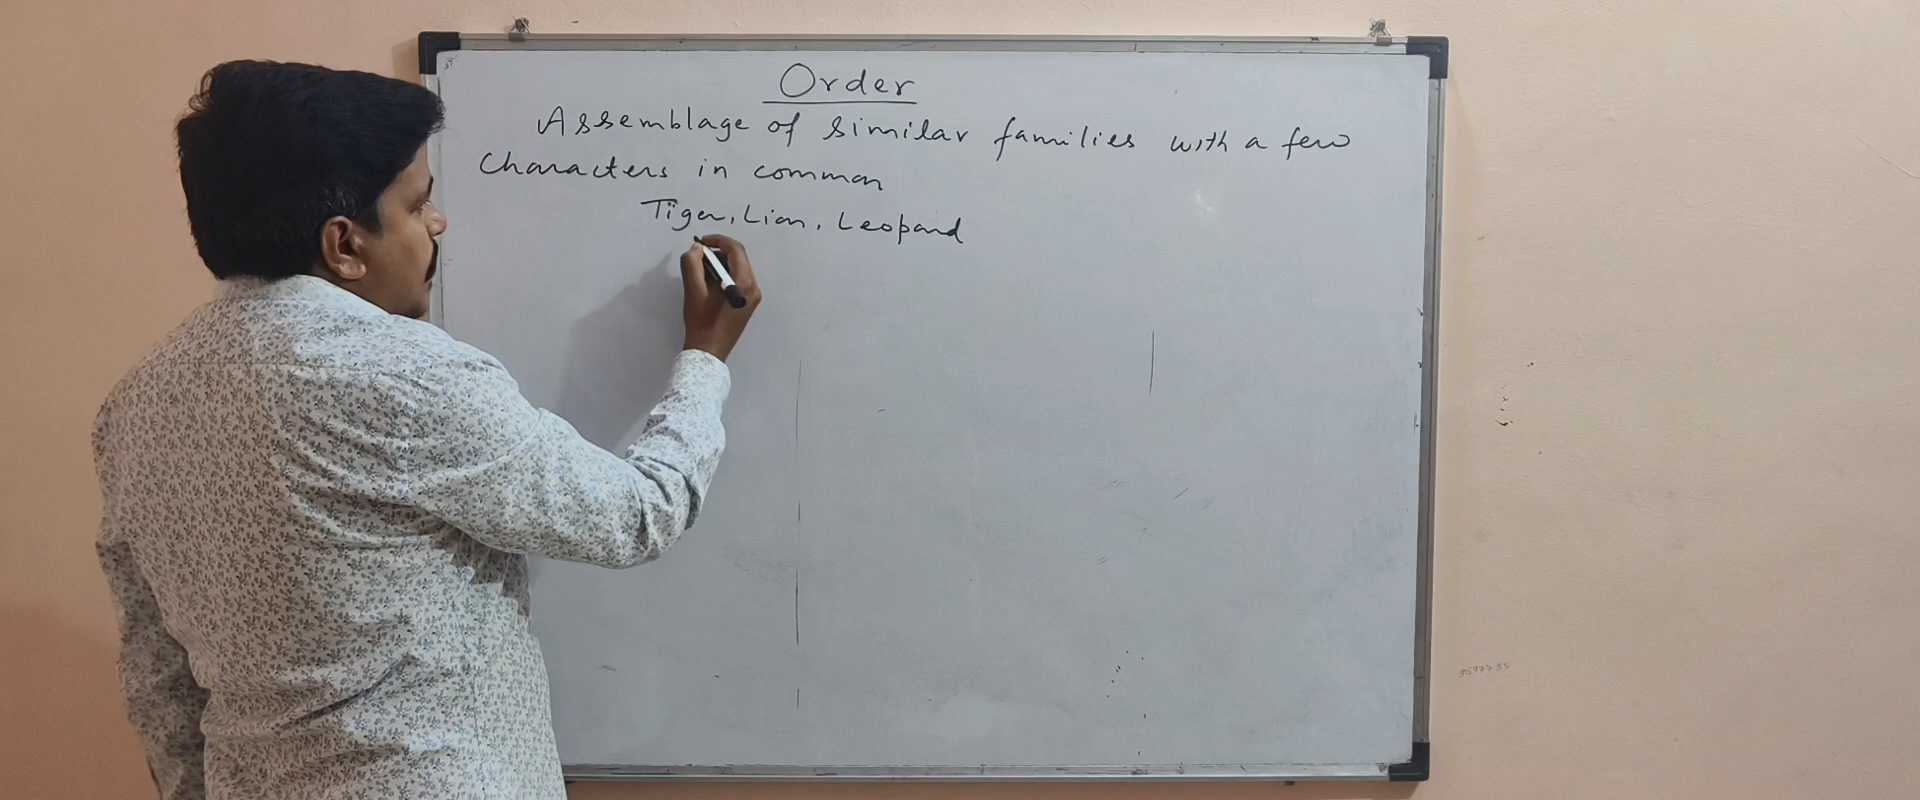 Order
Assemblage of similar families with a few
Characters in common
Tiger, Lion, Leopard